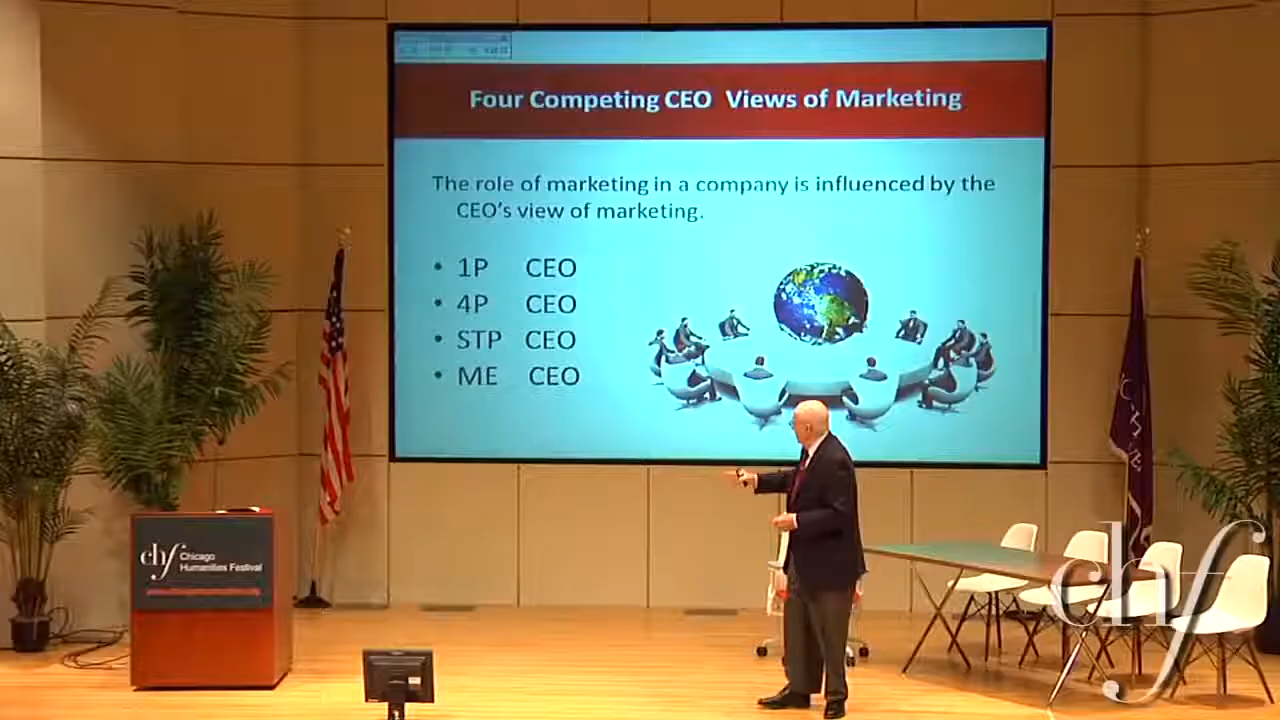 Four Competing CEO Views of Marketing
The role of marketing in a company is influenced by the
CEO's view of marketing.
• 1P CEO
• 4P CEO
• STP CEO
• ME CEO
chf Chicago
Humanities Festival
chf